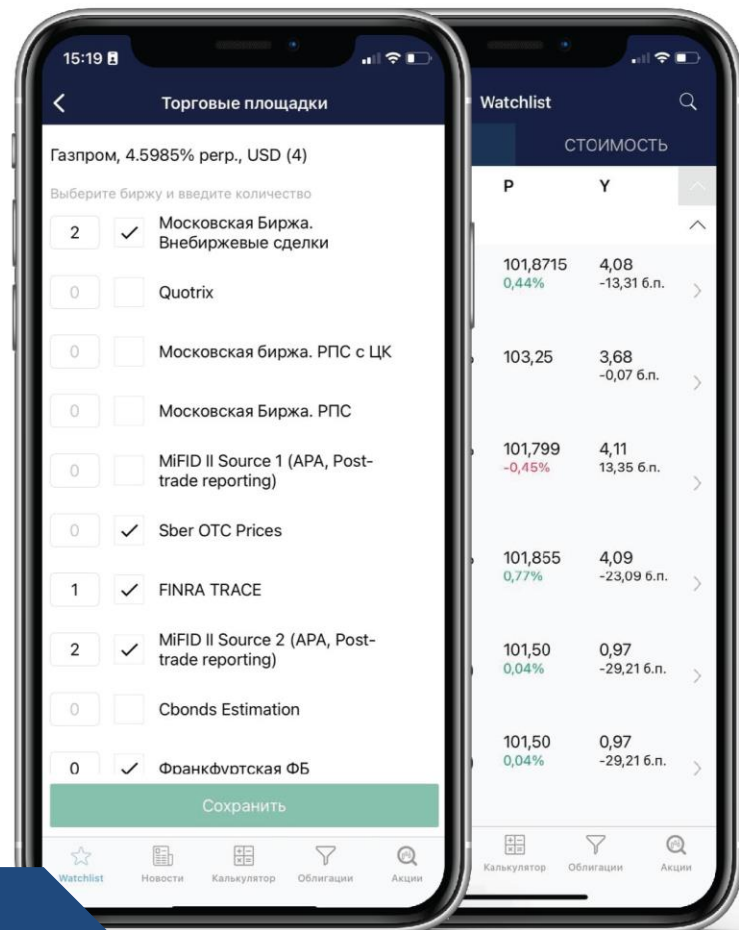 15:19
Торговые площадки
Газпром, 4.5985% perp., USD (4)
Выберите биржу и введите количество
2 Московская Биржа.
Внебиржевые сделки
0 Quotrix
0 Московская биржа. РПС с ЦК
0 Московская Биржа. РПС
0 MiFID II Source 1 (APA, Post-
trade reporting)
0 Sber OTC Prices
1 FINRA TRACE
2 MiFID II Source 2 (APA, Post-
trade reporting)
0 Cbonds Estimation
0 Франкфуртская ФБ
Сохранить
Watchlist Новости Калькулятор Облигации Акции
Watchlist
СТОИМОСТЬ
P Y
101,8715 4,08
0,44% -13,31 б.п.
103,25 3,68
-0,07 б.п.
101,799 4,11
-0,45% 13,35 б.п.
101,855 4,09
0,77% -23,09 б.п.
101,50 0,97
0,04% -29,21 б.п.
101,50 0,97
0,04% -29,21 б.п.
Калькулятор Облигации Акции